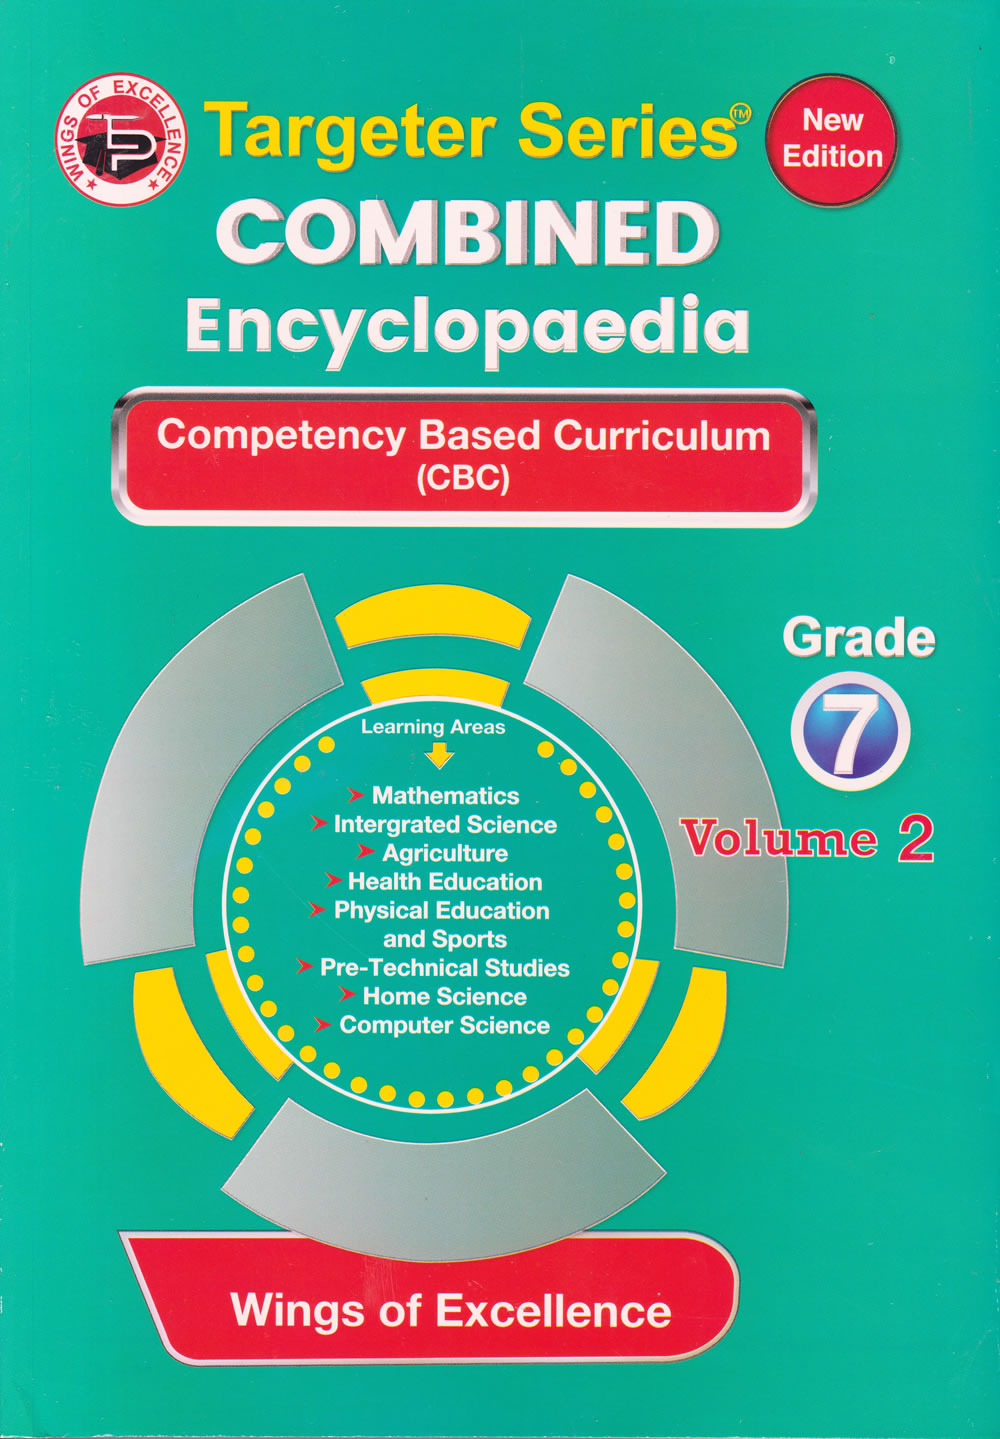 WINGS OF EXCELLENCE
TP
Targeter Series™
New
Edition
COMBINED
Encyclopaedia
Competency Based Curriculum
(CBC)
Grade
7
Volume 2
Learning Areas
Mathematics
Intergrated Science
Agriculture
Health Education
Physical Education
and Sports
Pre-Technical Studies
Home Science
Computer Science
Wings of Excellence